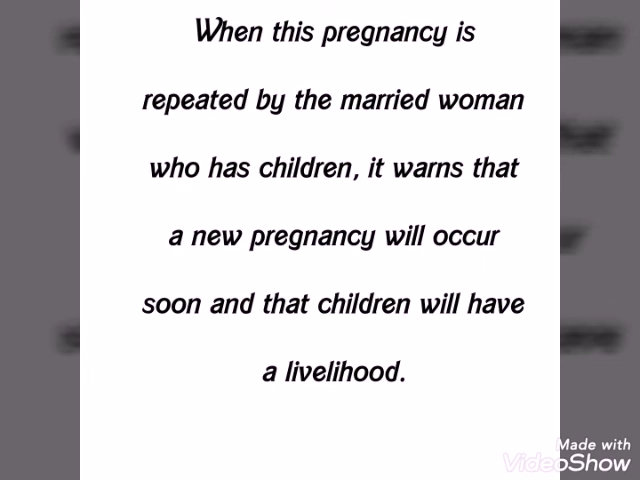 When this pregnancy is
repeated by the married woman
who has children, it warns that
a new pregnancy will occur
soon and that children will have
a livelihood.
Made with
VideoShow